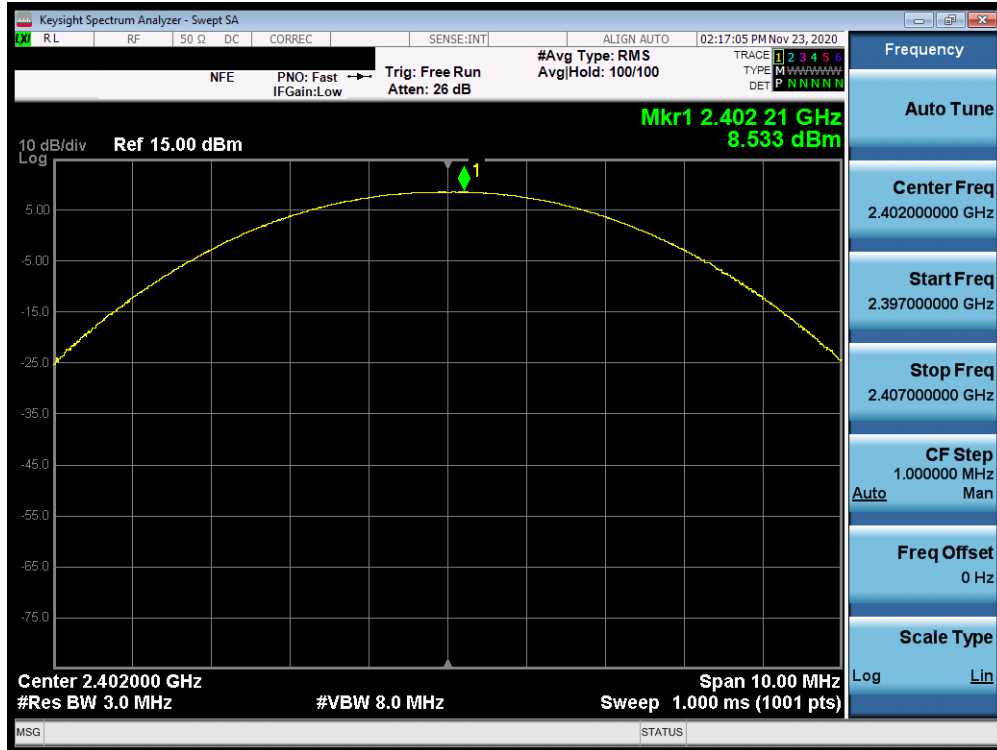 Keysight Spectrum Analyzer - Swept SA
LXI RL RF 50 Ω DC CORREC SENSE:INT ALIGN AUTO 02:17:05 PM Nov 23, 2020
NFE PNO: Fast IFGain:Low
Trig: Free Run
Atten: 26 dB
#Avg Type: RMS
Avg|Hold: 100/100
TRACE 1 2 3 4 5 6
TYPE M W W W W W
DET P N N N N N
Mkr1 2.402 21 GHz
8.533 dBm
10 dB/div Ref 15.00 dBm
Log
1
5.00
-5.00
-15.0
-25.0
-35.0
-45.0
-55.0
-65.0
-75.0
Center 2.402000 GHz Span 10.00 MHz
#Res BW 3.0 MHz #VBW 8.0 MHz Sweep 1.000 ms (1001 pts)
MSG STATUS
Frequency
Auto Tune
Center Freq
2.402000000 GHz
Start Freq
2.397000000 GHz
Stop Freq
2.407000000 GHz
CF Step
1.000000 MHz
Auto Man
Freq Offset
0 Hz
Scale Type
Log Lin